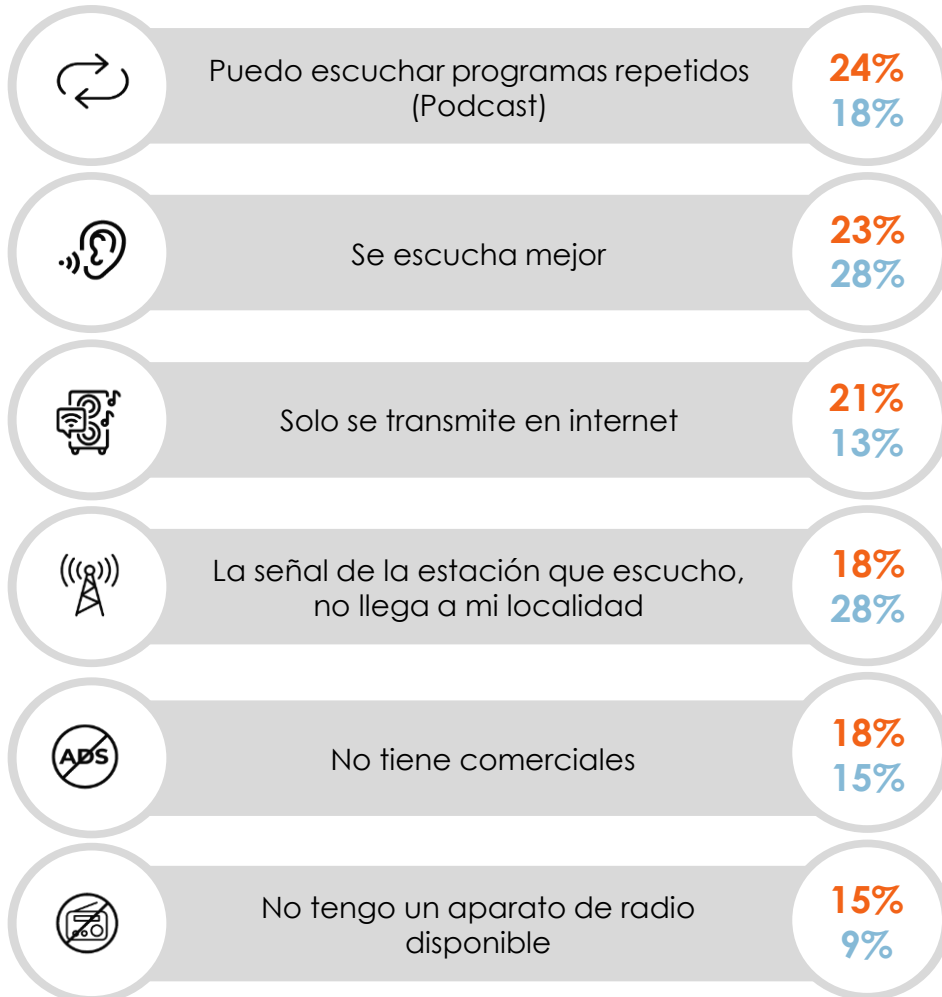 Puedo escuchar programas repetidos
(Podcast)
24%
18%
Se escucha mejor
23%
28%
Solo se transmite en internet
21%
13%
La señal de la estación que escucho,
no llega a mi localidad
18%
28%
ADS
No tiene comerciales
18%
15%
No tengo un aparato de radio
disponible
15%
9%